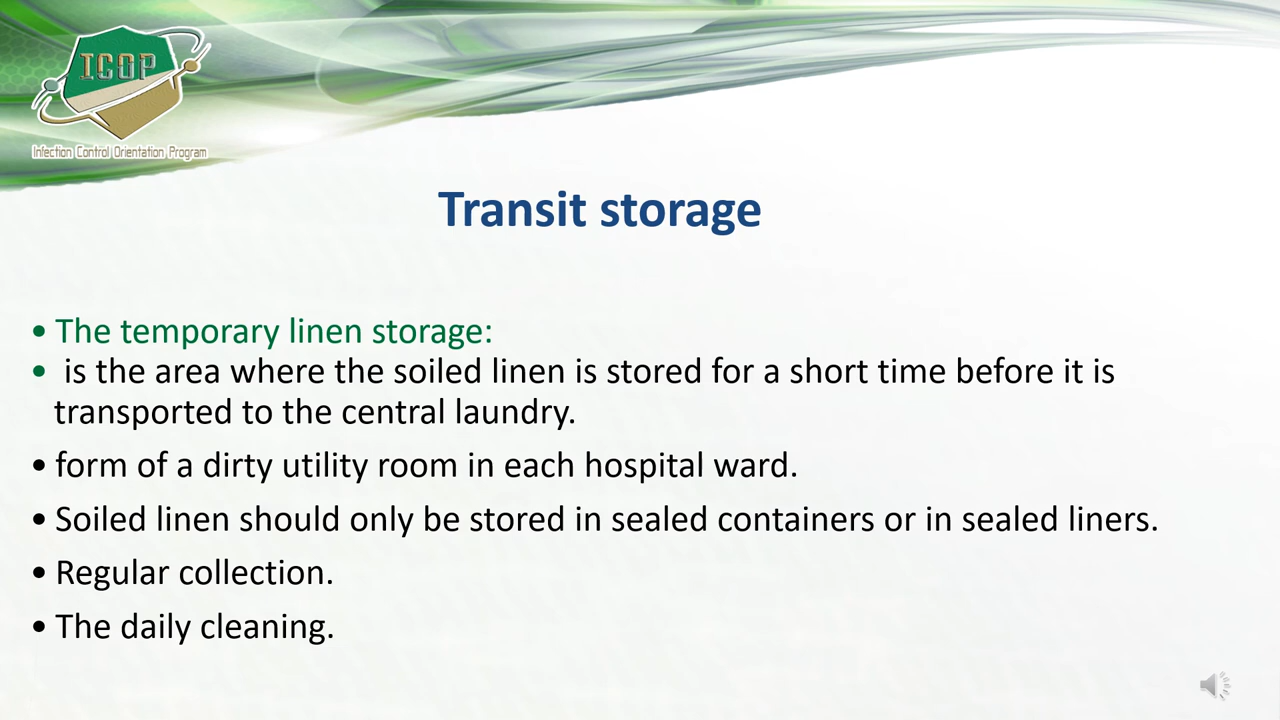 ICOP
Infection Control Orientation Program
Transit storage
• The temporary linen storage:
• is the area where the soiled linen is stored for a short time before it is
transported to the central laundry.
• form of a dirty utility room in each hospital ward.
• Soiled linen should only be stored in sealed containers or in sealed liners.
• Regular collection.
• The daily cleaning.